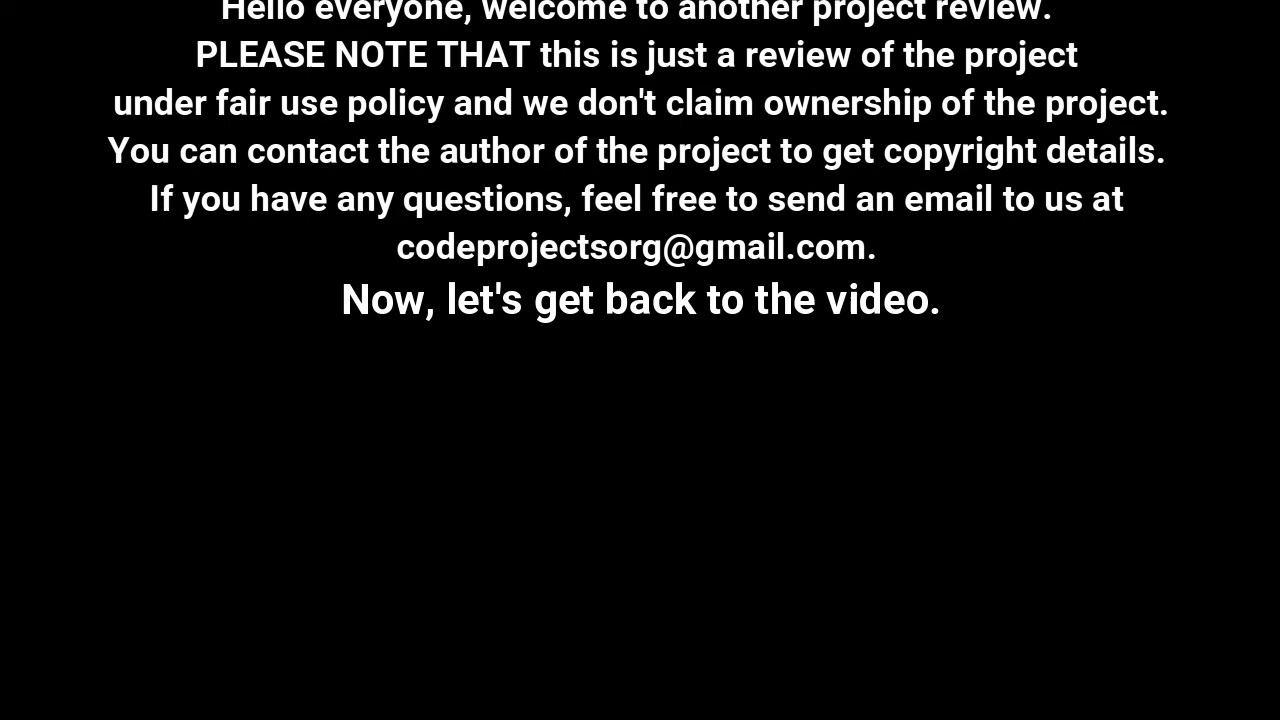 Hello everyone, welcome to another project review.
PLEASE NOTE THAT this is just a review of the project
under fair use policy and we don't claim ownership of the project.
You can contact the author of the project to get copyright details.
If you have any questions, feel free to send an email to us at
codeprojectsorg@gmail.com.
Now, let's get back to the video.